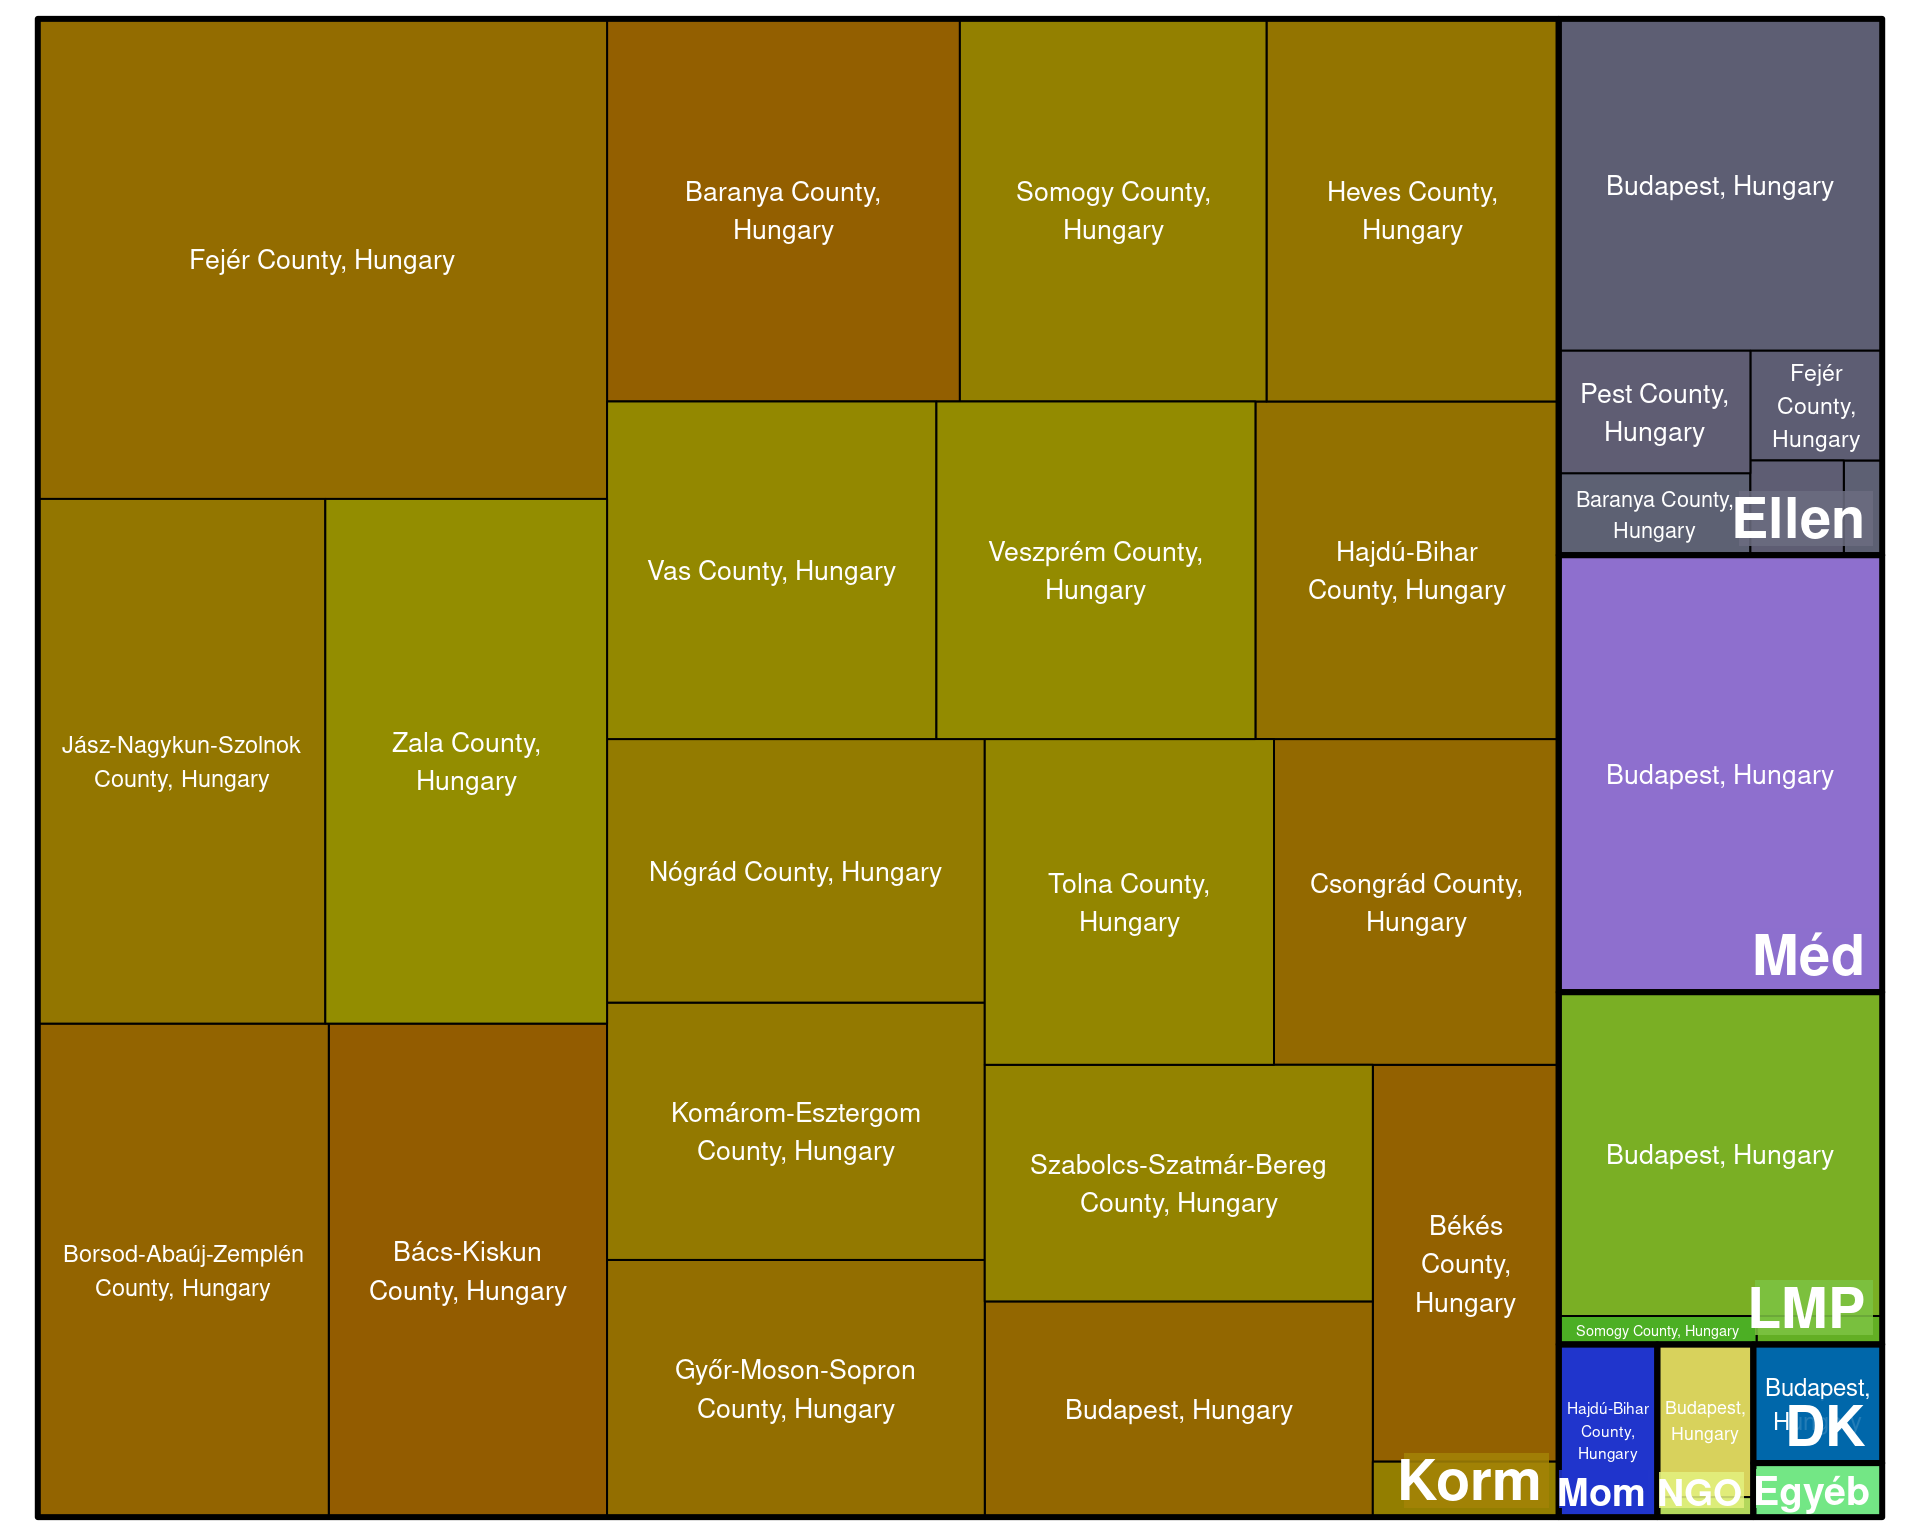 Fejér County, Hungary
Baranya County,
Hungary
Somogy County,
Hungary
Heves County,
Hungary
Jász-Nagykun-Szolnok
County, Hungary
Zala County,
Hungary
Vas County, Hungary
Veszprém County,
Hungary
Hajdú-Bihar
County, Hungary
Nógrád County, Hungary
Tolna County,
Hungary
Csongrád County,
Hungary
Borsod-Abaúj-Zemplén
County, Hungary
Bács-Kiskun
County, Hungary
Komárom-Esztergom
County, Hungary
Szabolcs-Szatmár-Bereg
County, Hungary
Békés
County,
Hungary
Győr-Moson-Sopron
County, Hungary
Budapest, Hungary
Korm
Budapest, Hungary
Pest County,
Hungary
Fejér
County,
Hungary
Baranya County,
Hungary
Ellen
Budapest, Hungary
Méd
Budapest, Hungary
Somogy County, Hungary
LMP
Hajdú-Bihar
County,
Hungary
Mom
Budapest,
Hungary
NGO
Budapest,
Hungary
DK
Egyéb